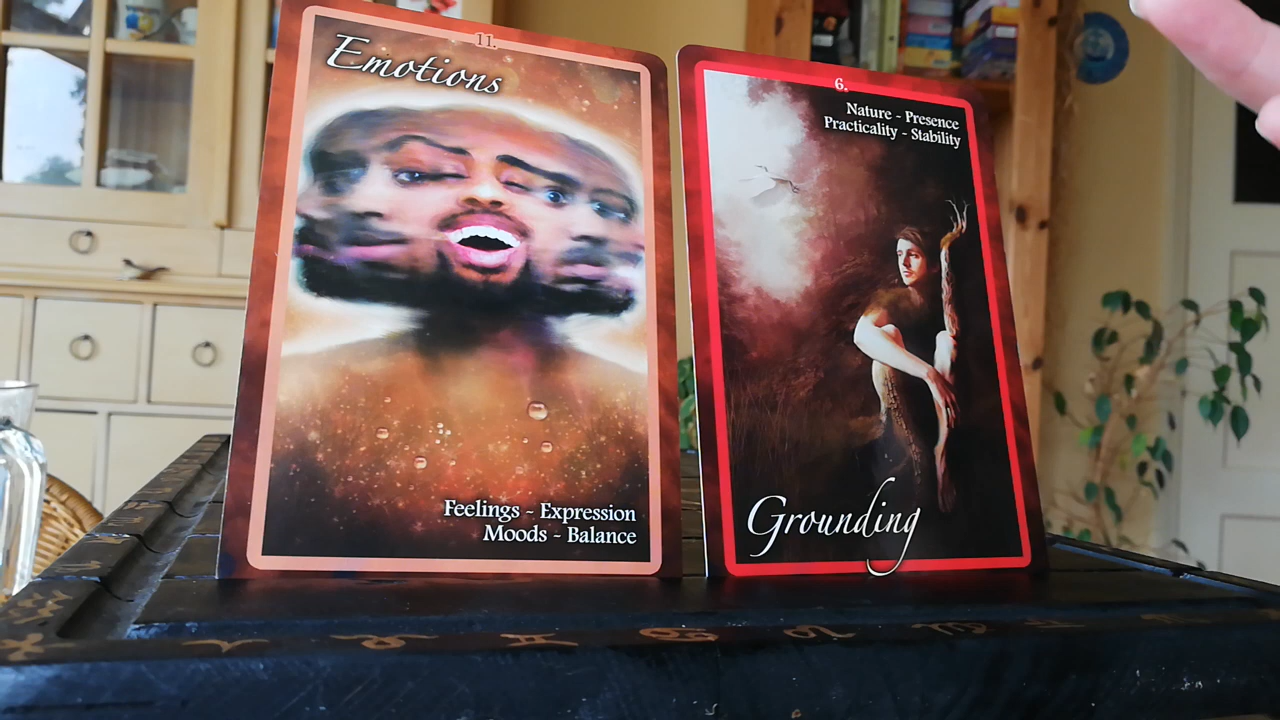 11.
Emotions
Feelings ~ Expression
Moods ~ Balance
6.
Nature ~ Presence
Practicality ~ Stability
Grounding